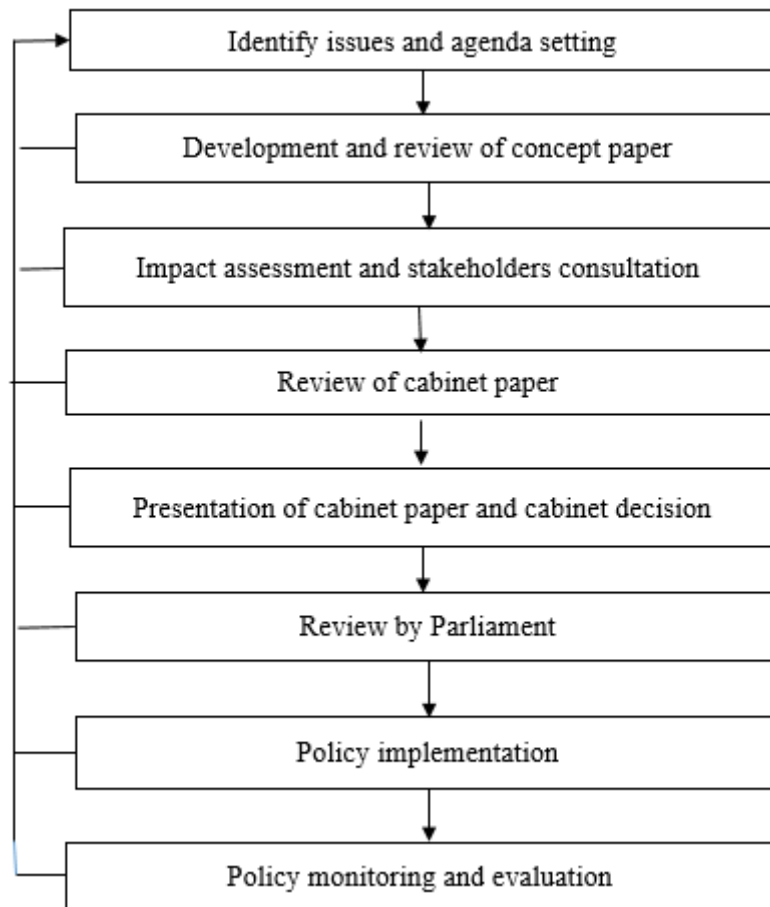 Identify issues and agenda setting
Development and review of concept paper
Impact assessment and stakeholders consultation
Review of cabinet paper
Presentation of cabinet paper and cabinet decision
Review by Parliament
Policy implementation
Policy monitoring and evaluation